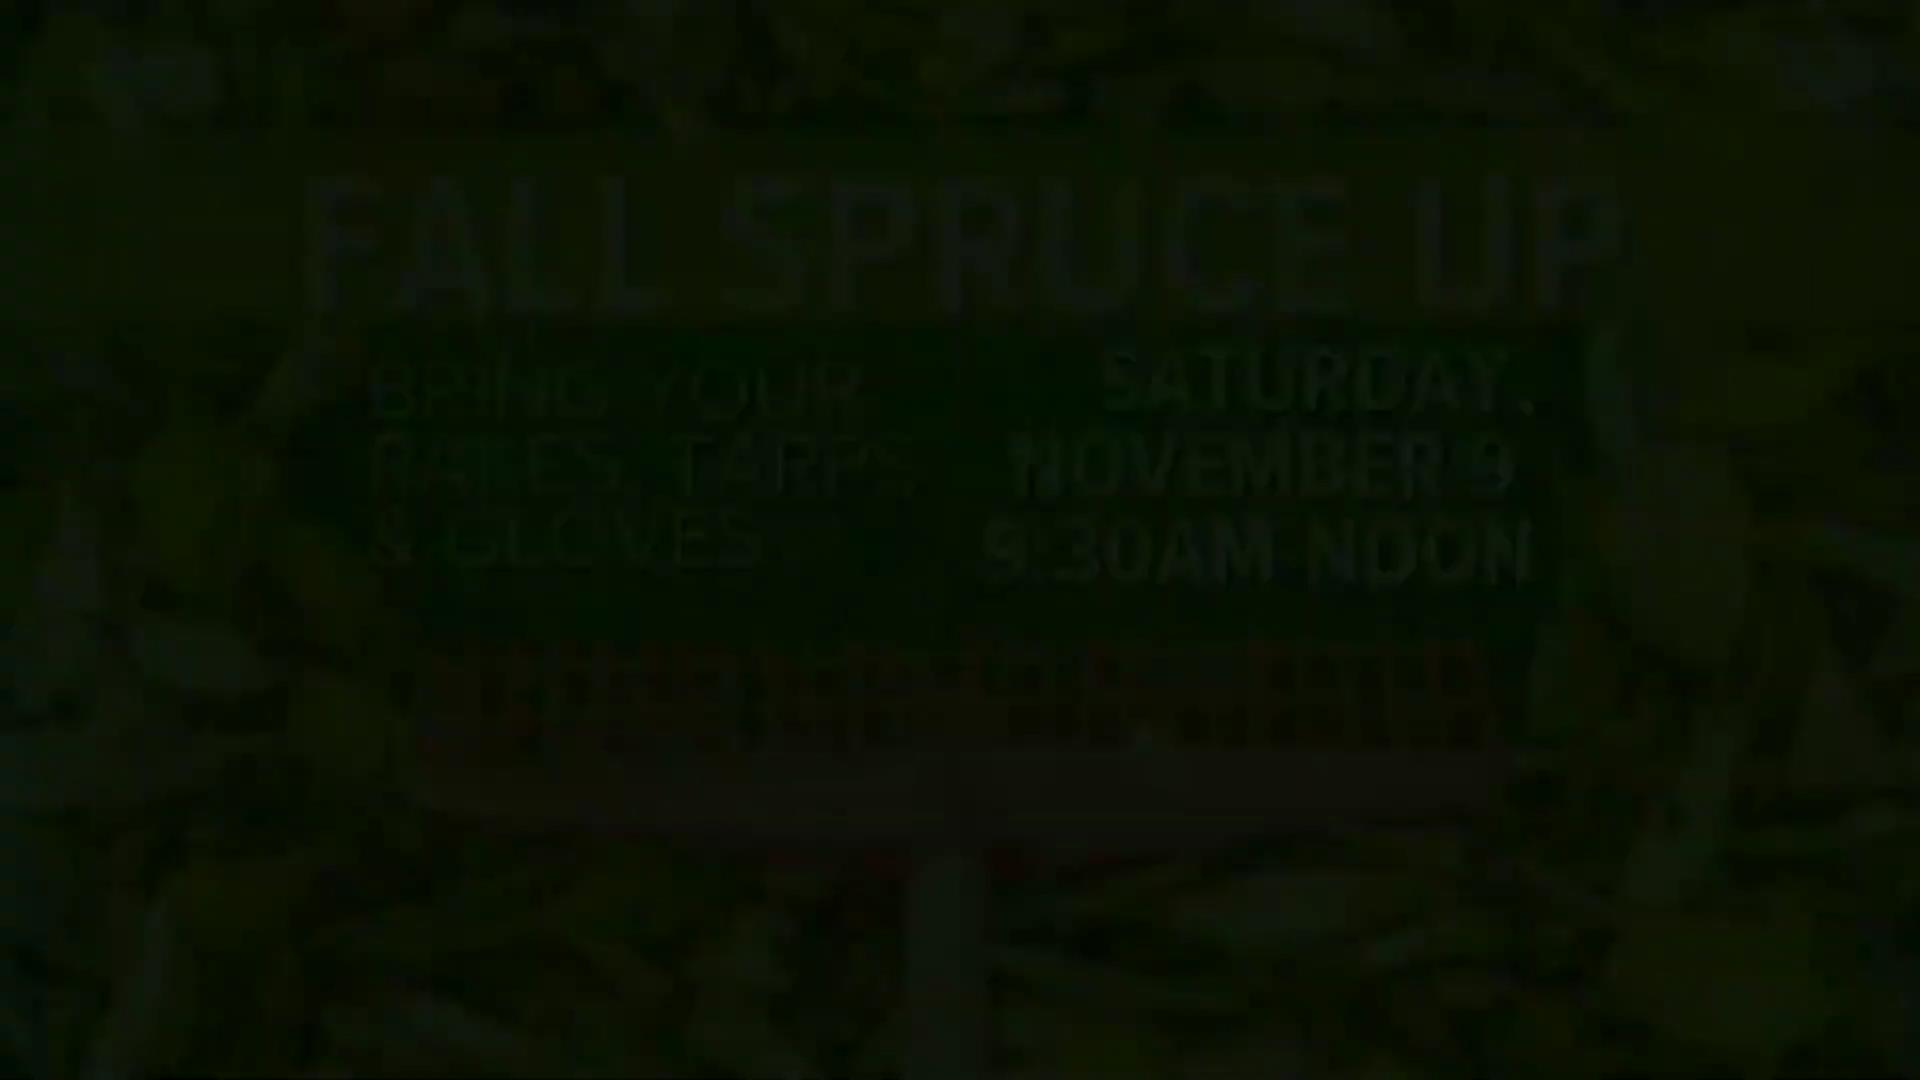 FALL SPRUCE UP
BRING YOUR
RAKES, TARPS
& GLOVES
SATURDAY,
NOVEMBER 9
9:30AM NOON